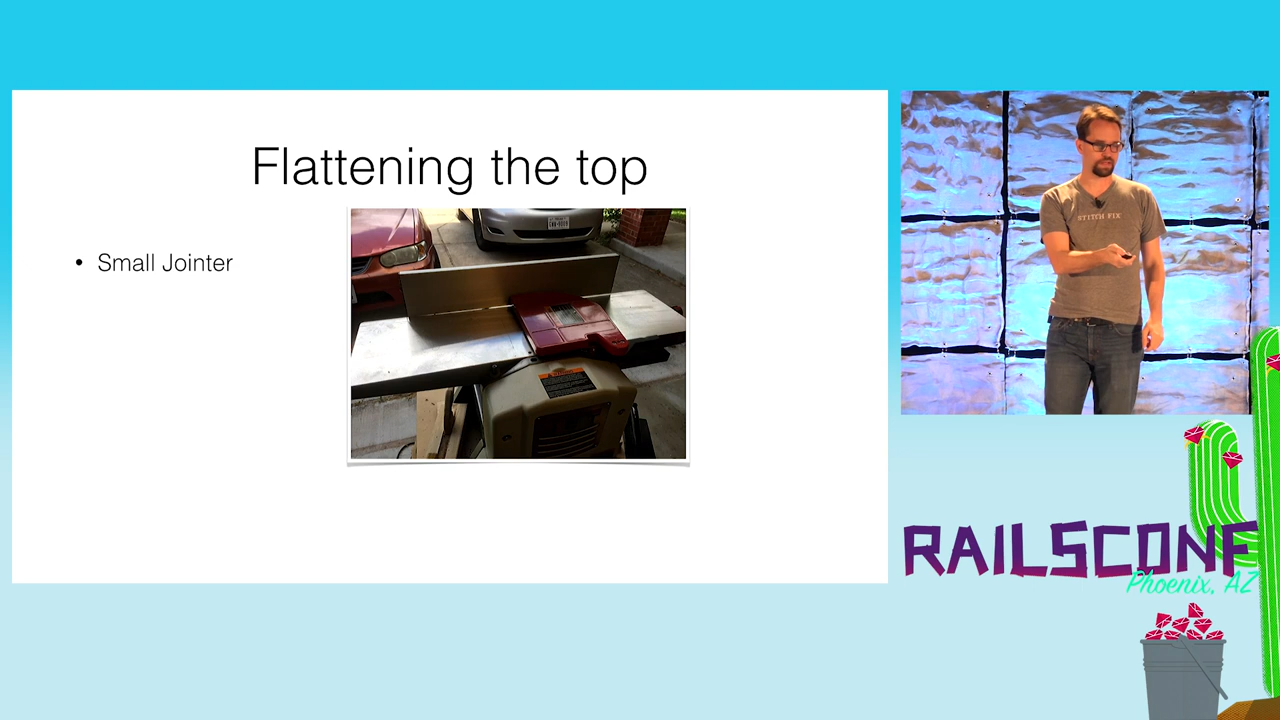 Flattening the top
• Small Jointer
STITCH FIX
RAILSCONF
Phoenix, AZ